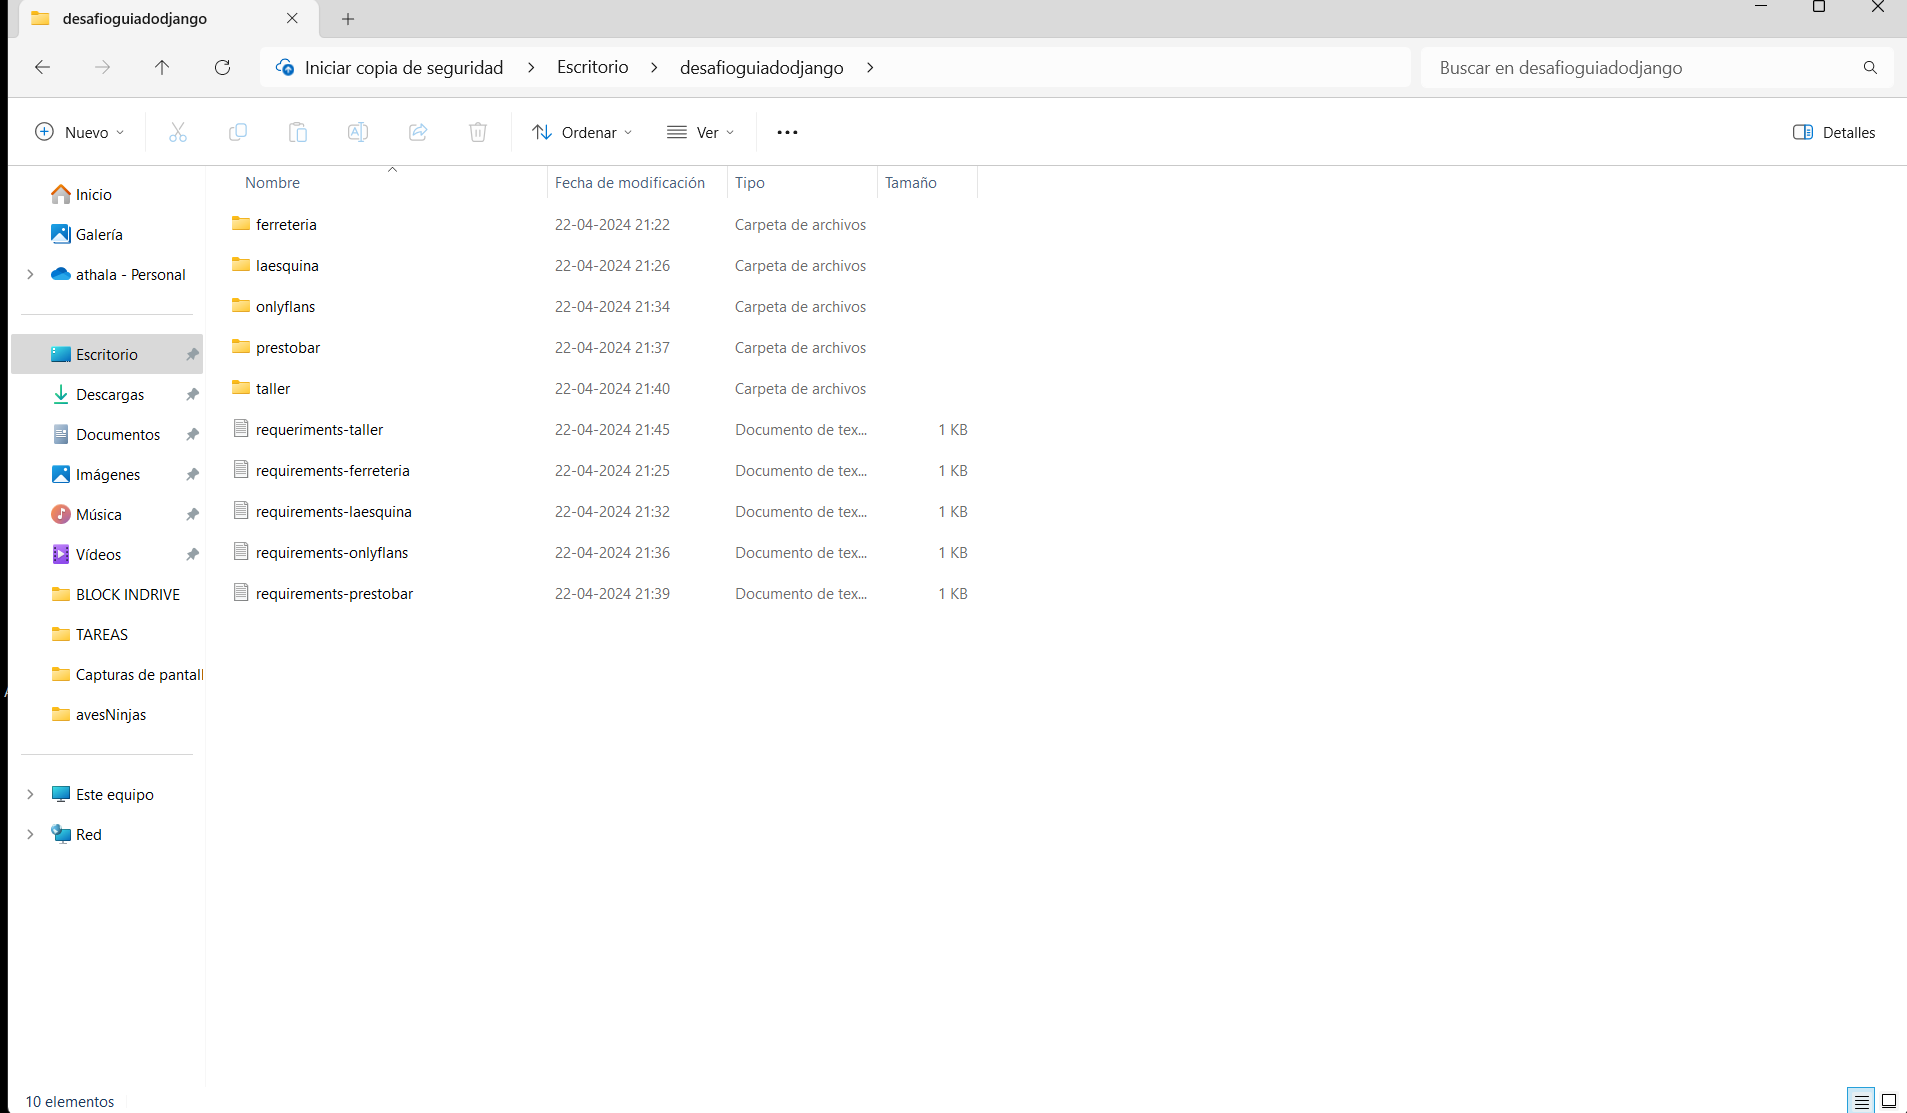 desafioguiadodjango
Iniciar copia de seguridad > Escritorio > desafioguiadodjango >
Buscar en desafioguiadodjango
Nuevo
Ordenar
Ver
Detalles
Nombre Fecha de modificación Tipo Tamaño
Inicio
Galería
athala - Personal
Escritorio
Descargas
Documentos
Imágenes
Música
Vídeos
BLOCK INDRIVE
TAREAS
Capturas de pantall
avesNinjas
Este equipo
Red
ferreteria 22-04-2024 21:22 Carpeta de archivos
laesquina 22-04-2024 21:26 Carpeta de archivos
onlyflans 22-04-2024 21:34 Carpeta de archivos
prestobar 22-04-2024 21:37 Carpeta de archivos
taller 22-04-2024 21:40 Carpeta de archivos
requeriments-taller 22-04-2024 21:45 Documento de tex... 1 KB
requirements-ferreteria 22-04-2024 21:25 Documento de tex... 1 KB
requirements-laesquina 22-04-2024 21:32 Documento de tex... 1 KB
requirements-onlyflans 22-04-2024 21:36 Documento de tex... 1 KB
requirements-prestobar 22-04-2024 21:39 Documento de tex... 1 KB
10 elementos